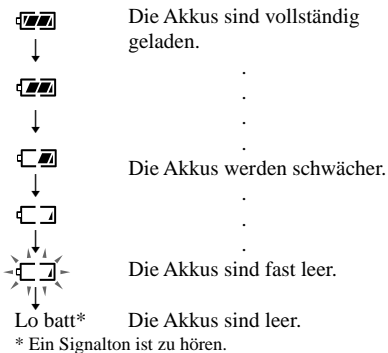 Die Akkus sind vollständig
geladen.
.
.
.
.
Die Akkus werden schwächer.
.
.
.
Die Akkus sind fast leer.
Lo batt* Die Akkus sind leer.
* Ein Signalton ist zu hören.